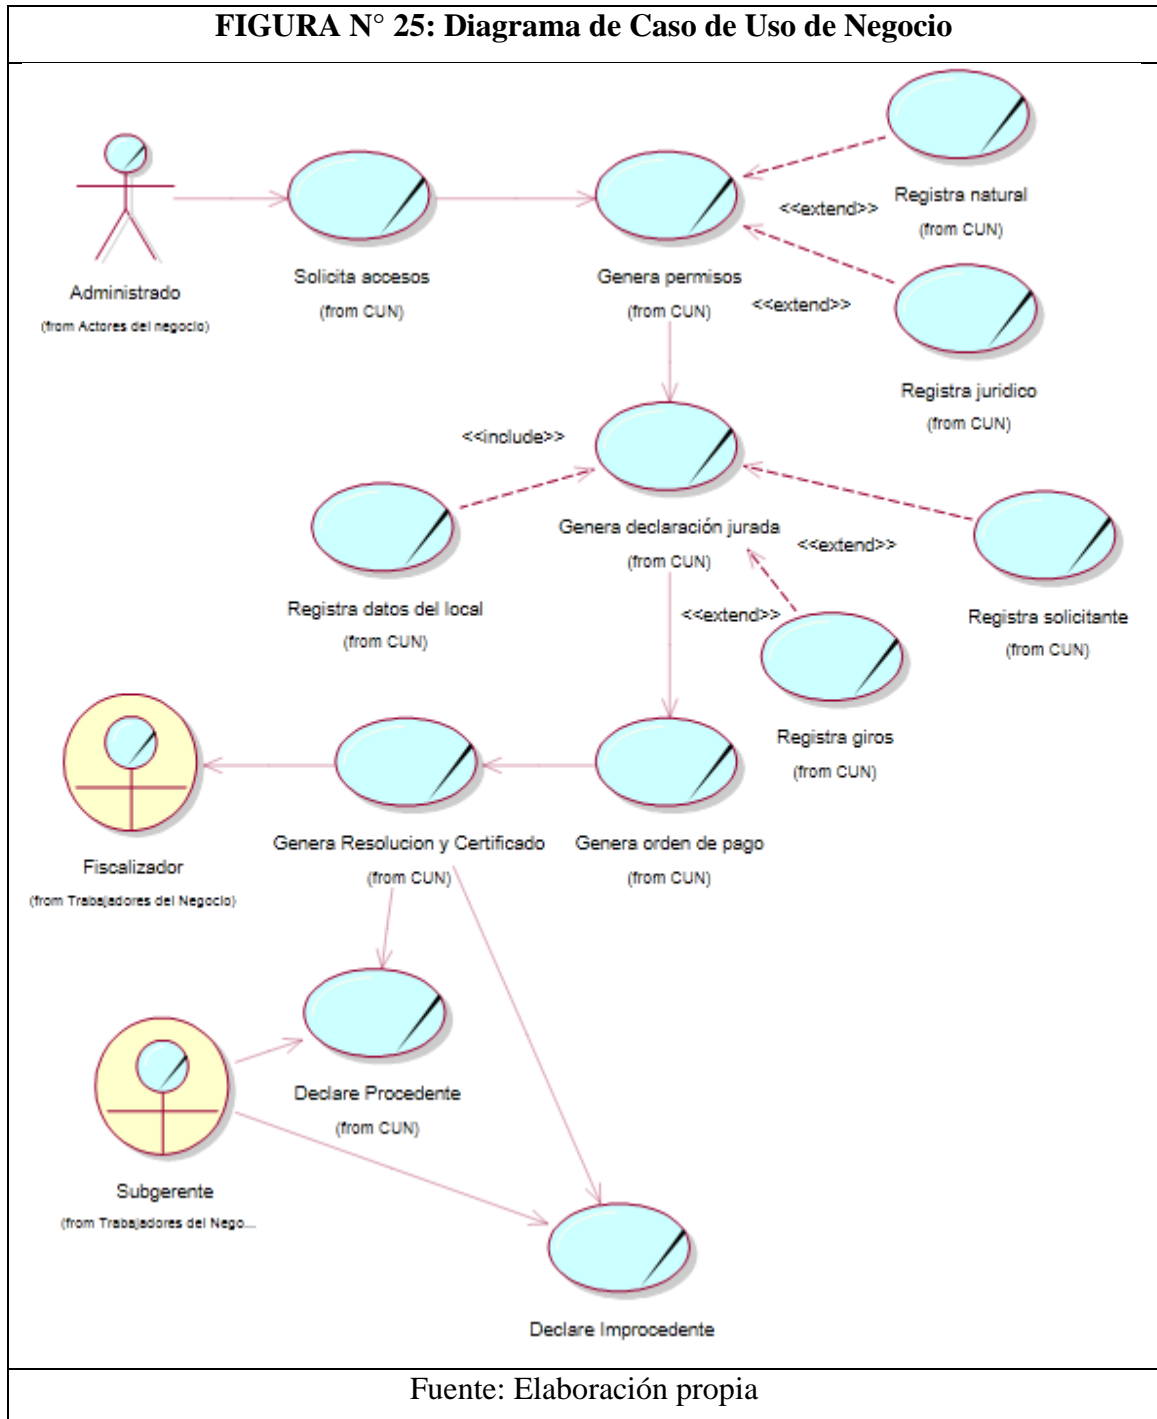 FIGURA N° 25: Diagrama de Caso de Uso de Negocio
Registra natural
(from CUN)
<<extend>>
Administrado
(from Actores del negocio)
Solicita accesos
(from CUN)
Genera permisos
(from CUN)
<<extend>>
Registra juridico
(from CUN)
<<include>>
Genera declaración jurada
(from CUN)
<<extend>>
Registra datos del local
(from CUN)
<<extend>>
Registra solicitante
(from CUN)
Registra giros
(from CUN)
Fiscalizador
(from Trabajadores del Negocio)
Genera Resolucion y Certificado
(from CUN)
Genera orden de pago
(from CUN)
Declare Procedente
(from CUN)
Subgerente
(from Trabajadores del Nego...
Declare Improcedente
Fuente: Elaboración propia